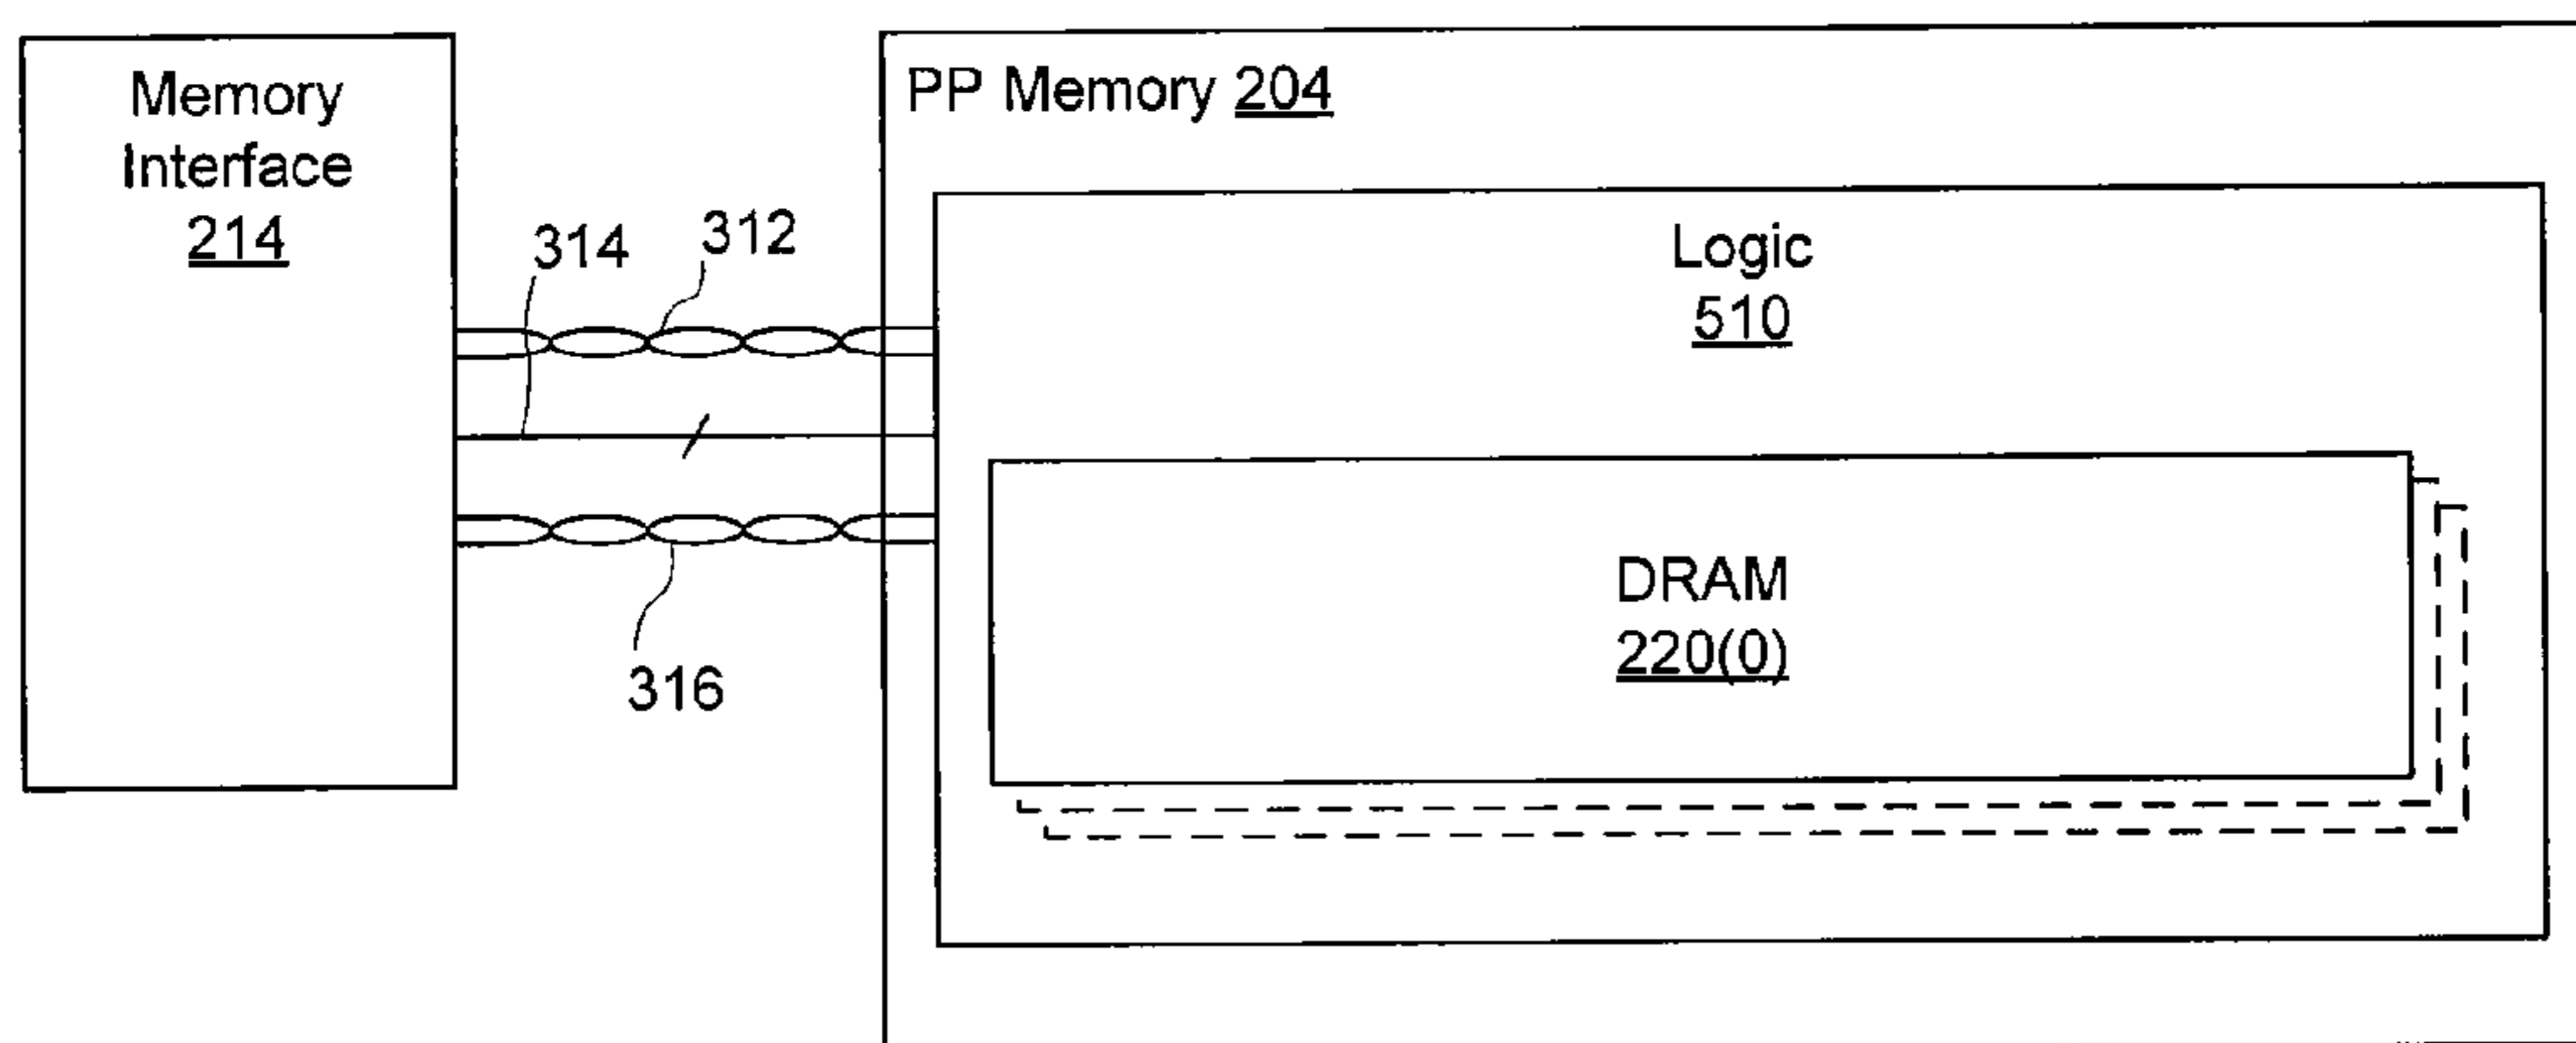 Memory
Interface
214
PP Memory 204
314
312
316
Logic
510
DRAM
220(0)